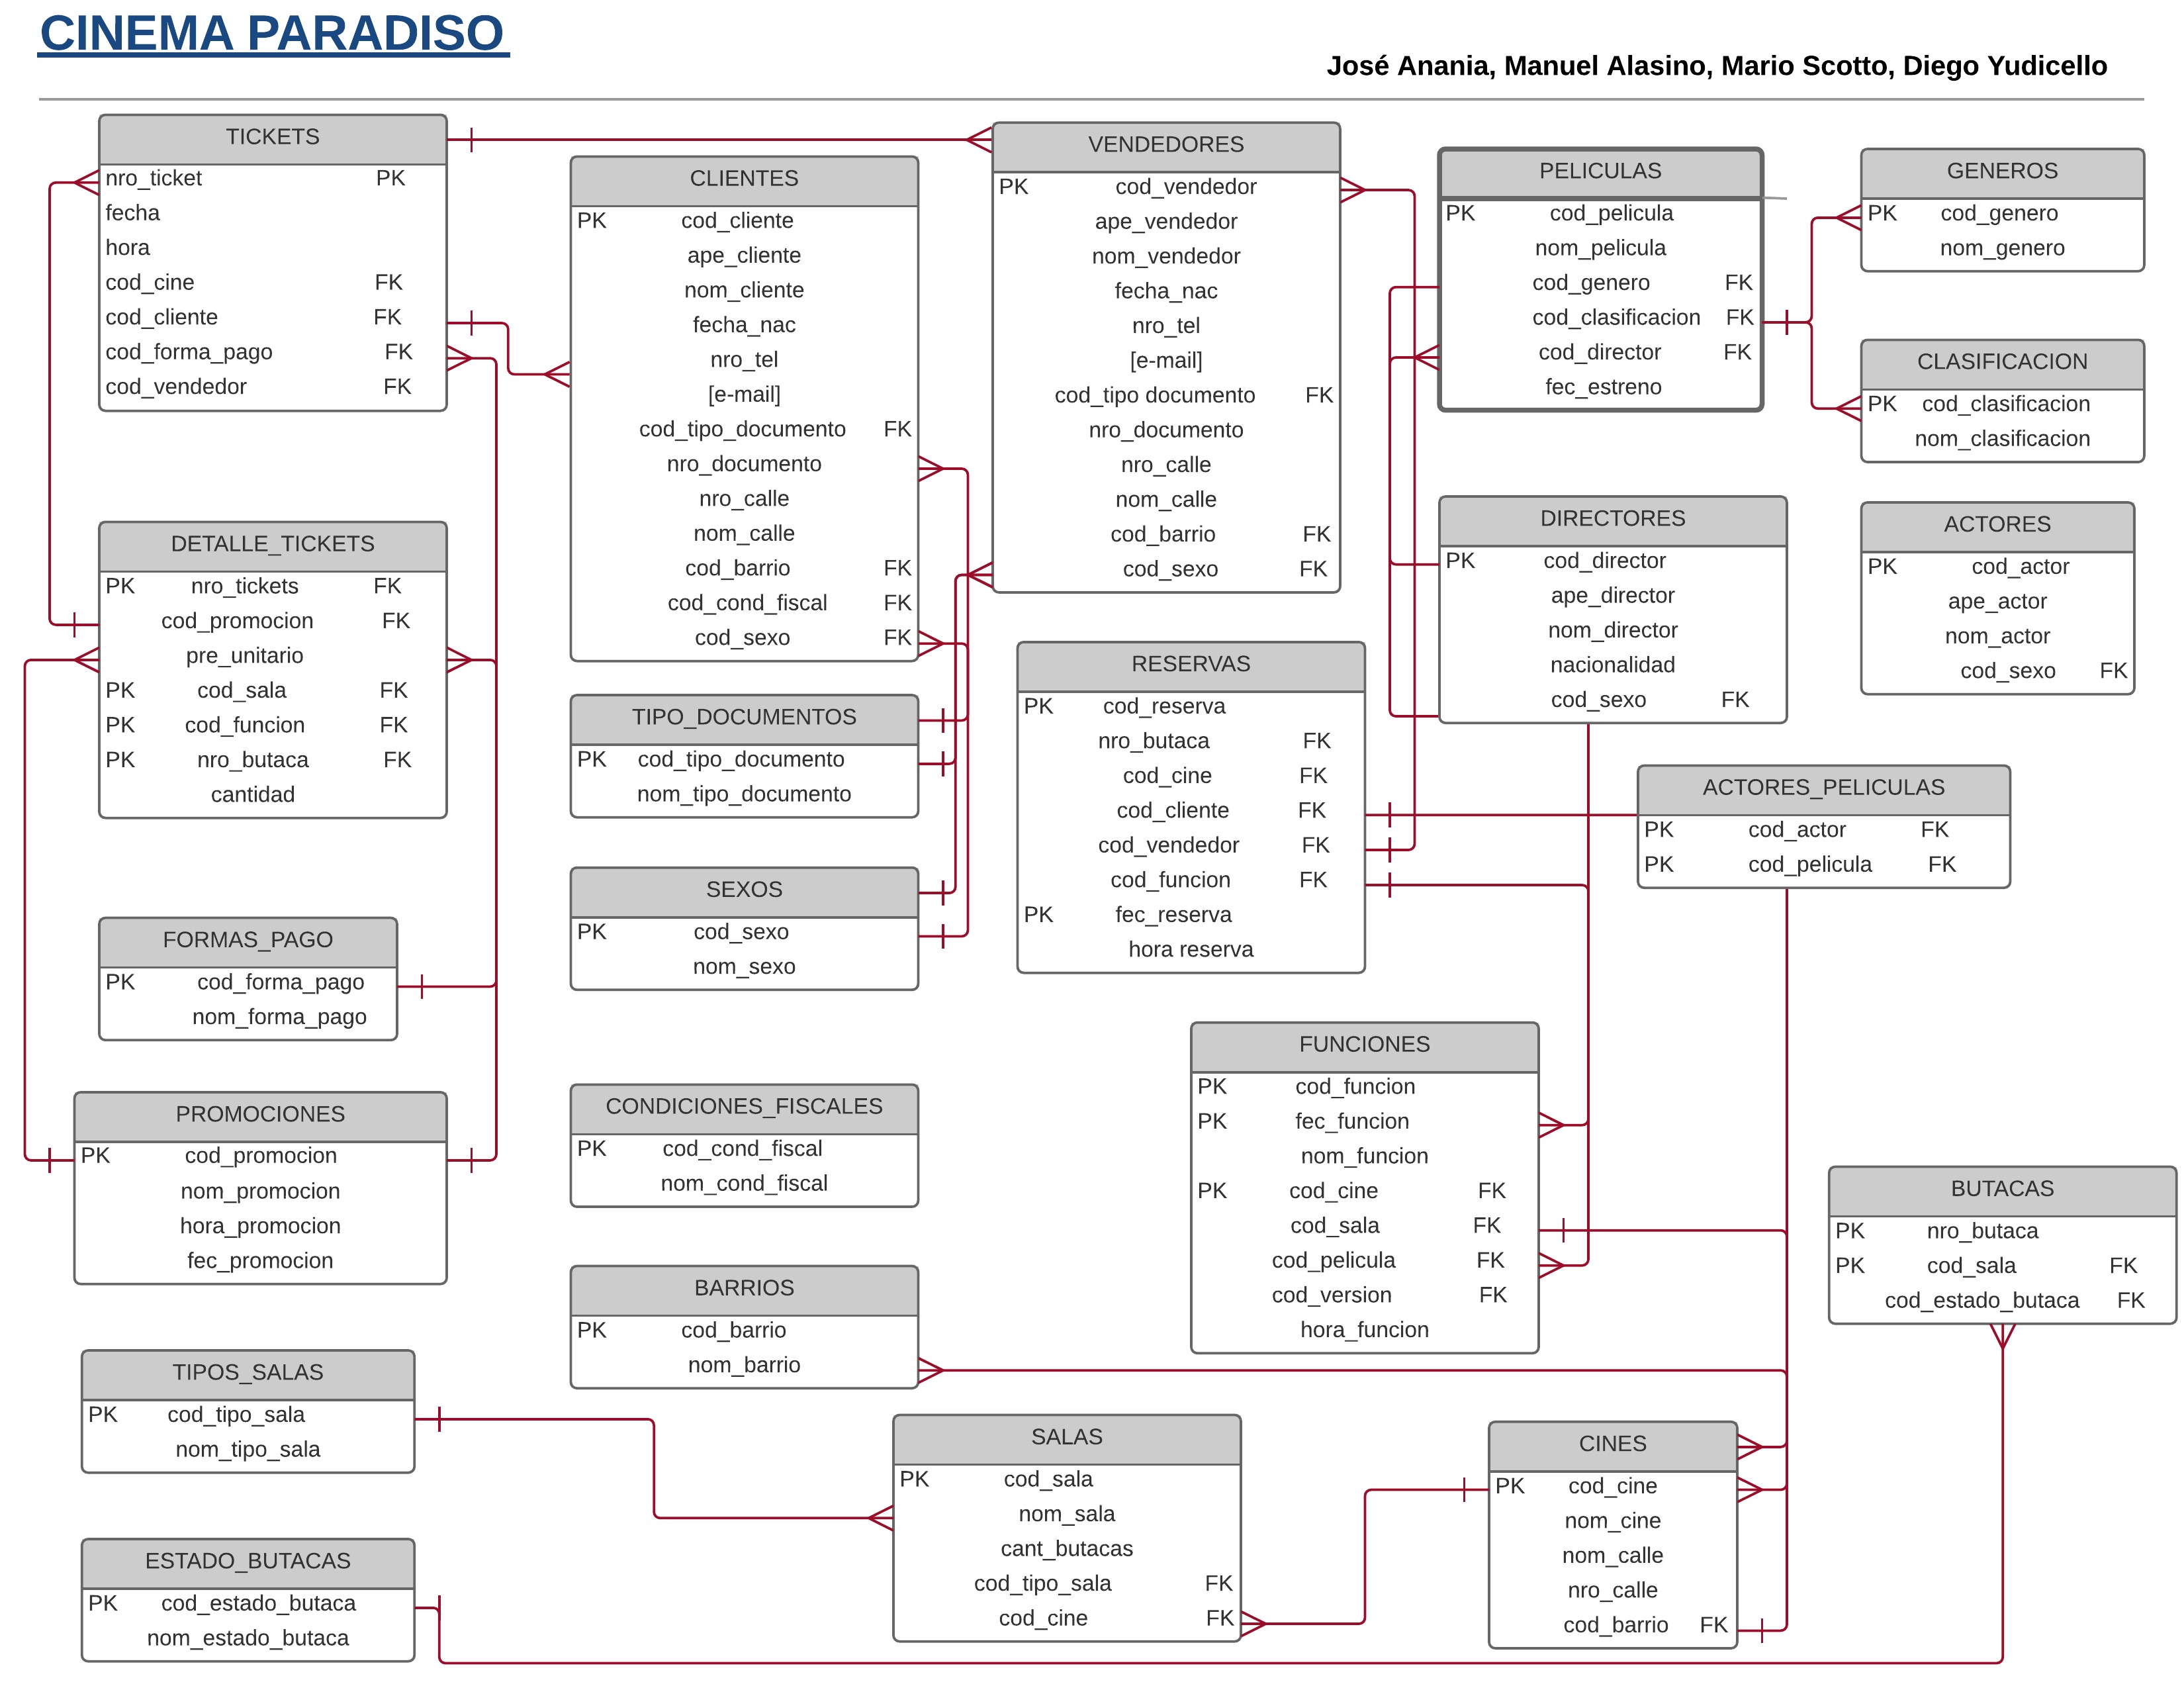 CINEMA PARADISO
José Anania, Manuel Alasino, Mario Scotto, Diego Yudicello
TICKETS
nro_ticket PK
fecha
hora
cod_cine FK
cod_cliente FK
cod_forma_pago FK
cod_vendedor FK
CLIENTES
PK cod_cliente
ape_cliente
nom_cliente
fecha_nac
nro_tel
[e-mail]
cod_tipo_documento FK
nro_documento
nro_calle
nom_calle
cod_barrio FK
cod_cond_fiscal FK
cod_sexo FK
VENDEDORES
PK cod_vendedor
ape_vendedor
nom_vendedor
fecha_nac
nro_tel
[e-mail]
cod_tipo documento FK
nro_documento
nro_calle
nom_calle
cod_barrio FK
cod_sexo FK
PELICULAS
PK cod_pelicula
nom_pelicula
cod_genero FK
cod_clasificacion FK
cod_director FK
fec_estreno
GENEROS
PK cod_genero
nom_genero
CLASIFICACION
PK cod_clasificacion
nom_clasificacion
DETALLE_TICKETS
PK nro_tickets FK
cod_promocion FK
pre_unitario
PK cod_sala FK
PK cod_funcion FK
PK nro_butaca FK
cantidad
TIPO_DOCUMENTOS
PK cod_tipo_documento
nom_tipo_documento
RESERVAS
PK cod_reserva
nro_butaca FK
cod_cine FK
cod_cliente FK
cod_vendedor FK
cod_funcion FK
PK fec_reserva
hora reserva
DIRECTORES
PK cod_director
ape_director
nom_director
nacionalidad
cod_sexo FK
ACTORES
PK cod_actor
ape_actor
nom_actor
cod_sexo FK
ACTORES_PELICULAS
PK cod_actor FK
PK cod_pelicula FK
FORMAS_PAGO
PK cod_forma_pago
nom_forma_pago
SEXOS
PK cod_sexo
nom_sexo
PROMOCIONES
PK cod_promocion
nom_promocion
hora_promocion
fec_promocion
CONDICIONES_FISCALES
PK cod_cond_fiscal
nom_cond_fiscal
FUNCIONES
PK cod_funcion
PK fec_funcion
nom_funcion
PK cod_cine FK
cod_sala FK
cod_pelicula FK
cod_version FK
hora_funcion
BUTACAS
PK nro_butaca
PK cod_sala FK
cod_estado_butaca FK
BARRIOS
PK cod_barrio
nom_barrio
TIPOS_SALAS
PK cod_tipo_sala
nom_tipo_sala
SALAS
PK cod_sala
nom_sala
cant_butacas
cod_tipo_sala FK
cod_cine FK
CINES
PK cod_cine
nom_cine
nom_calle
nro_calle
cod_barrio FK
ESTADO_BUTACAS
PK cod_estado_butaca
nom_estado_butaca